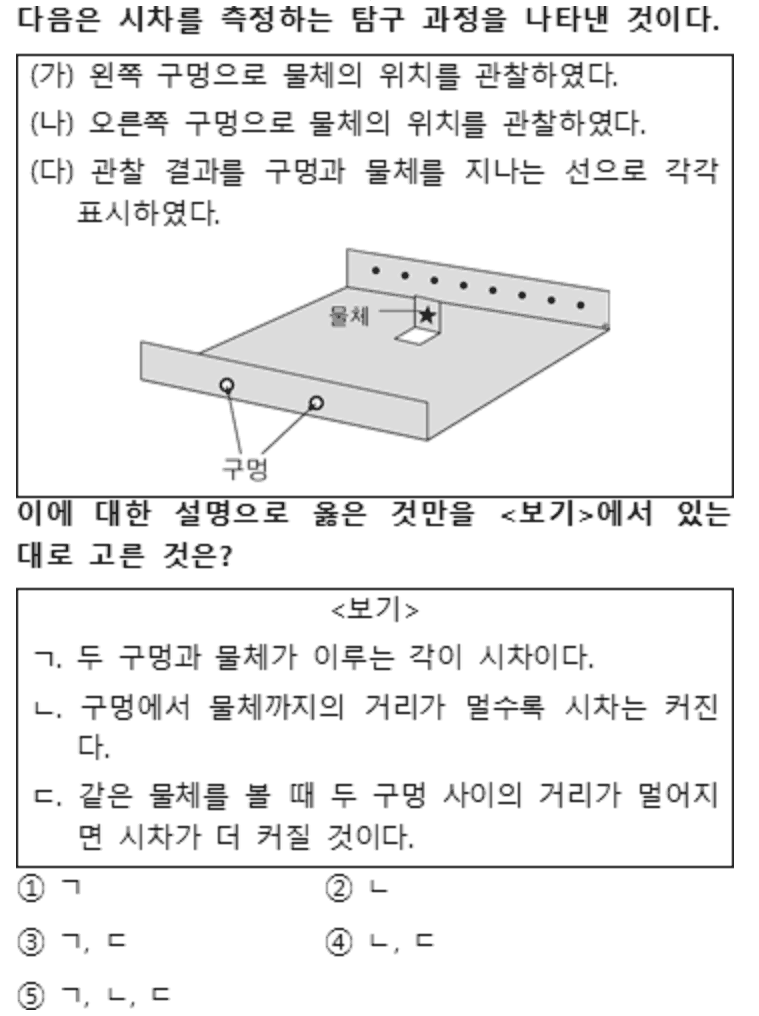 다음은 시차를 측정하는 탐구 과정을 나타낸 것이다.
(가) 왼쪽 구멍으로 물체의 위치를 관찰하였다.
(나) 오른쪽 구멍으로 물체의 위치를 관찰하였다.
(다) 관찰 결과를 구멍과 물체를 지나는 선으로 각각
표시하였다.
물체
구멍
이에 대한 설명으로 옳은 것만을 <보기>에서 있는
대로 고른 것은?
<보기>
ㄱ. 두 구멍과 물체가 이루는 각이 시차이다.
ㄴ. 구멍에서 물체까지의 거리가 멀수록 시차는 커진
다.
ㄷ. 같은 물체를 볼 때 두 구멍 사이의 거리가 멀어지
면 시차가 더 커질 것이다.
① ㄱ ② ㄴ
③ ㄱ, ㄷ ④ ㄴ, ㄷ
⑤ ㄱ, ㄴ, ㄷ